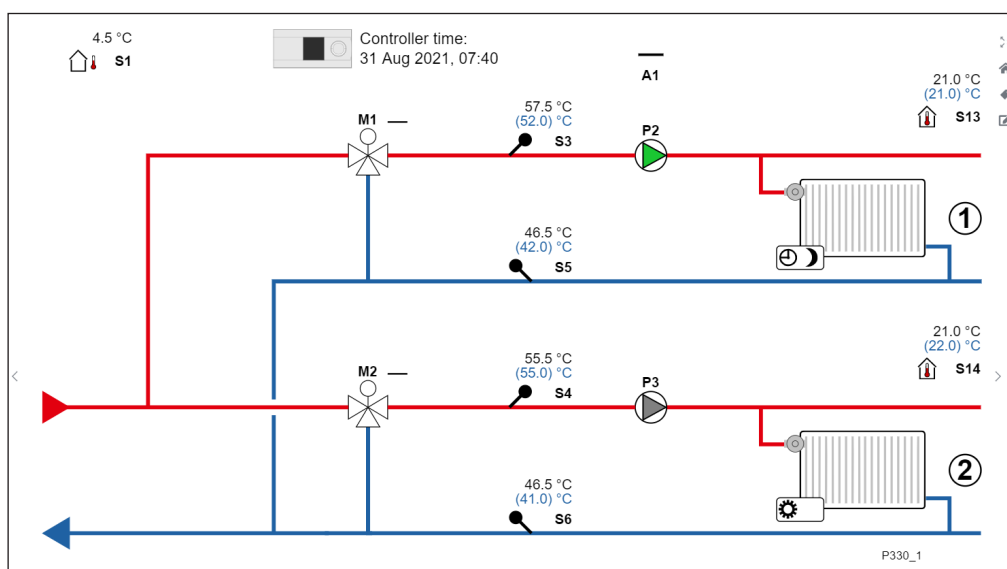 4.5 °C
S1
Controller time:
31 Aug 2021, 07:40
A1
21.0 °C
(21.0) °C
S13
M1
57.5 °C
(52.0) °C
S3
P2
1
46.5 °C
(42.0) °C
S5
21.0 °C
(22.0) °C
S14
M2
55.5 °C
(55.0) °C
S4
P3
2
46.5 °C
(41.0) °C
S6
P330_1